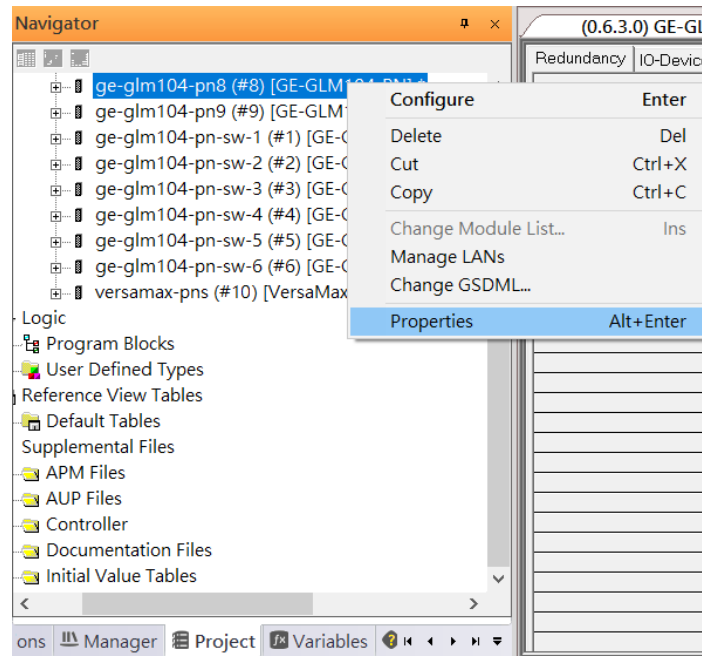 Navigator
(0.6.3.0) GE-GL
Redundancy IO-Devic
ge-glm104-pn8 (#8) [GE-GLM104-PN] *
ge-glm104-pn9 (#9) [GE-GLM
ge-glm104-pn-sw-1 (#1) [GE-
ge-glm104-pn-sw-2 (#2) [GE-
ge-glm104-pn-sw-3 (#3) [GE-
ge-glm104-pn-sw-4 (#4) [GE-
ge-glm104-pn-sw-5 (#5) [GE-
ge-glm104-pn-sw-6 (#6) [GE-
versamax-pns (#10) [VersaMax
Logic
Program Blocks
User Defined Types
Reference View Tables
Default Tables
Supplemental Files
APM Files
AUP Files
Controller
Documentation Files
Initial Value Tables
Configure Enter
Delete Del
Cut Ctrl+X
Copy Ctrl+C
Change Module List... Ins
Manage LANs
Change GSDML...
Properties Alt+Enter
ons Manager Project Variables